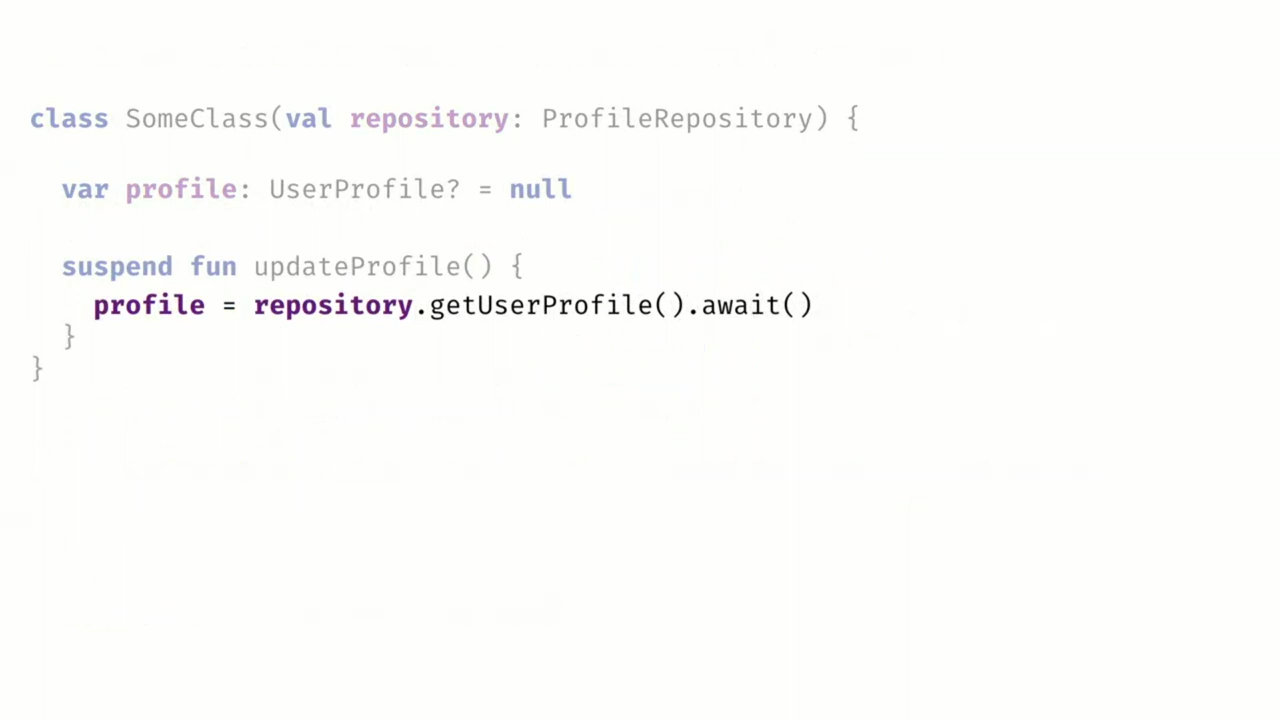 class SomeClass(val repository: ProfileRepository) {
var profile: UserProfile? = null
suspend fun updateProfile() {
profile = repository.getUserProfile().await()
}
}